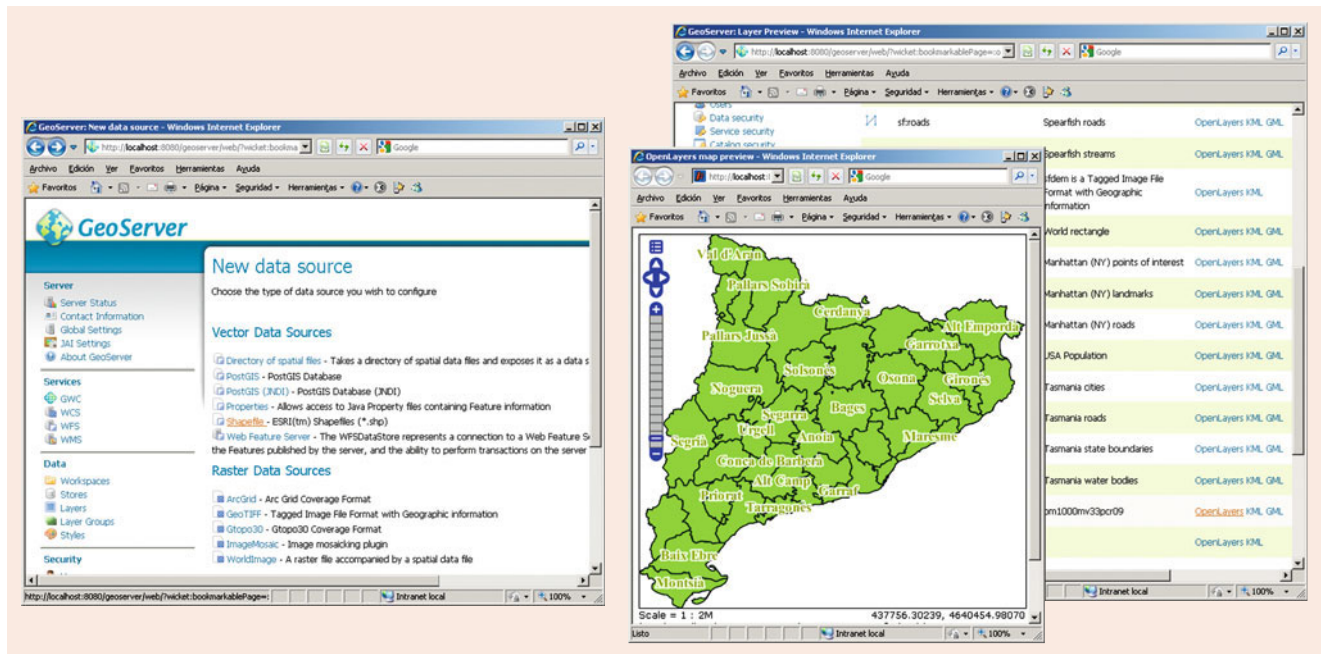 GeoServer: New data source - Windows Internet Explorer
http://localhost:8080/geoserver/web/?wicket:bookma
Google
Archivo Edición Ver Favoritos Herramientas Ayuda
Favoritos Página Seguridad Herramientas
GeoServer
Server
Server Status
Contact Information
Global Settings
JAI Settings
About GeoServer
Services
GWC
WCS
WFS
WMS
Data
Workspaces
Stores
Layers
Layer Groups
Styles
Security
New data source
Choose the type of data source you wish to configure
Vector Data Sources
Directory of spatial files - Takes a directory of spatial data files and exposes it as a data s
PostGIS - PostGIS Database
PostGIS (JNDI) - PostGIS Database (JNDI)
Properties - Allows access to Java Property files containing Feature information
Shapefile - ESRI(tm) Shapefiles (*.shp)
Web Feature Server - The WFSDataStore represents a connection to a Web Feature Se
the Features published by the server, and the ability to perform transactions on the server
Raster Data Sources
ArcGrid - Arc Grid Coverage Format
GeoTIFF - Tagged Image File Format with Geographic information
Gtopo30 - Gtopo30 Coverage Format
ImageMosaic - Image mosaicking plugin
WorldImage - A raster file accompanied by a spatial data file
http://localhost:8080/geoserver/web/?wicket:bookmarkablePage=:
Intranet local
100%
GeoServer: Layer Preview - Windows Internet Explorer
http://localhost:8080/geoserver/web/?wicket:bookmarkablePage=:o
Google
Archivo Edición Ver Favoritos Herramientas Ayuda
Favoritos Página Seguridad Herramientas
Users
Data security
Service security
Catalog security
sf:roads Spearfish roads OpenLayers KML GML
Spearfish streams OpenLayers KML GML
sfdem is a Tagged Image File
Format with Geographic
information
OpenLayers KML
World rectangle OpenLayers KML GML
Manhattan (NY) points of interest OpenLayers KML GML
Manhattan (NY) landmarks OpenLayers KML GML
Manhattan (NY) roads OpenLayers KML GML
USA Population OpenLayers KML GML
Tasmania cities OpenLayers KML GML
Tasmania roads OpenLayers KML GML
Tasmania state boundaries OpenLayers KML GML
Tasmania water bodies OpenLayers KML GML
bm1000mv33pcr09 OpenLayers KML GML
OpenLayers KML
Intranet local
100%
OpenLayers map preview - Windows Internet Explorer
http://localhost:
Google
Archivo Edición Ver Favoritos Herramientas Ayuda
Favoritos Página Seguridad Herramientas
Val d'Aran
Pallars Sobirà
Cerdanya
Alt Empordà
Pallars Jussà
Garrotxa
Solsonès
Osona
Gironès
Noguera
Selva
Segarra
Bages
Urgell
Anoia
Maresme
Segrià
Conca de Barberà
Alt Camp
Garraf
Priorat
Tarragonès
Baix Ebre
Montsià
Scale = 1 : 2M
437756.30239, 4640454.98070
Listo
Intranet local
100%